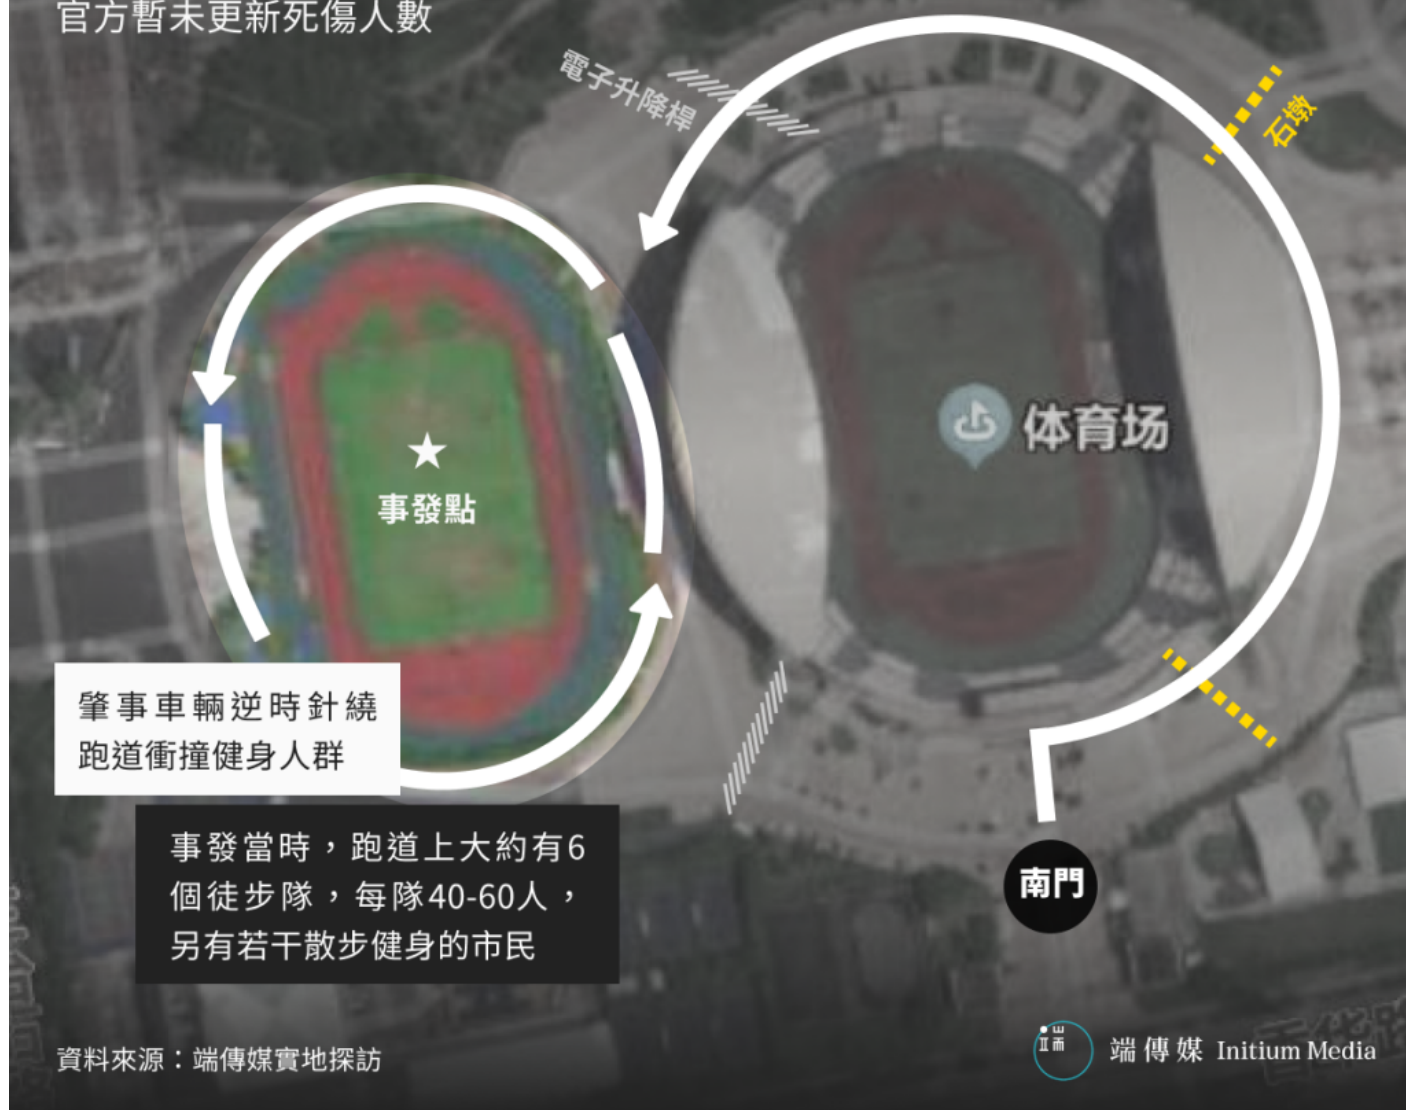 官方暫未更新死傷人數
電子升降桿
石墩
体育场
事發點
肇事車輛逆時針繞
跑道衝撞健身人群
事發當時，跑道上大約有6
個徒步隊，每隊40-60人，
另有若干散步健身的市民
南門
資料來源：端傳媒實地探訪
端傳媒 Initium Media